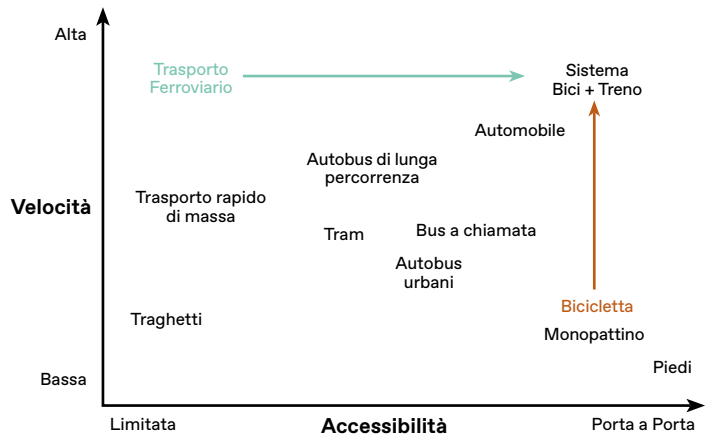 Alta
Trasporto
Ferroviario
Sistema
Bici + Treno
Automobile
Autobus di lunga
percorrenza
Trasporto rapido
di massa
Velocità
Tram
Bus a chiamata
Autobus
urbani
Bicicletta
Traghetti
Monopattino
Piedi
Bassa
Limitata
Accessibilità
Porta a Porta